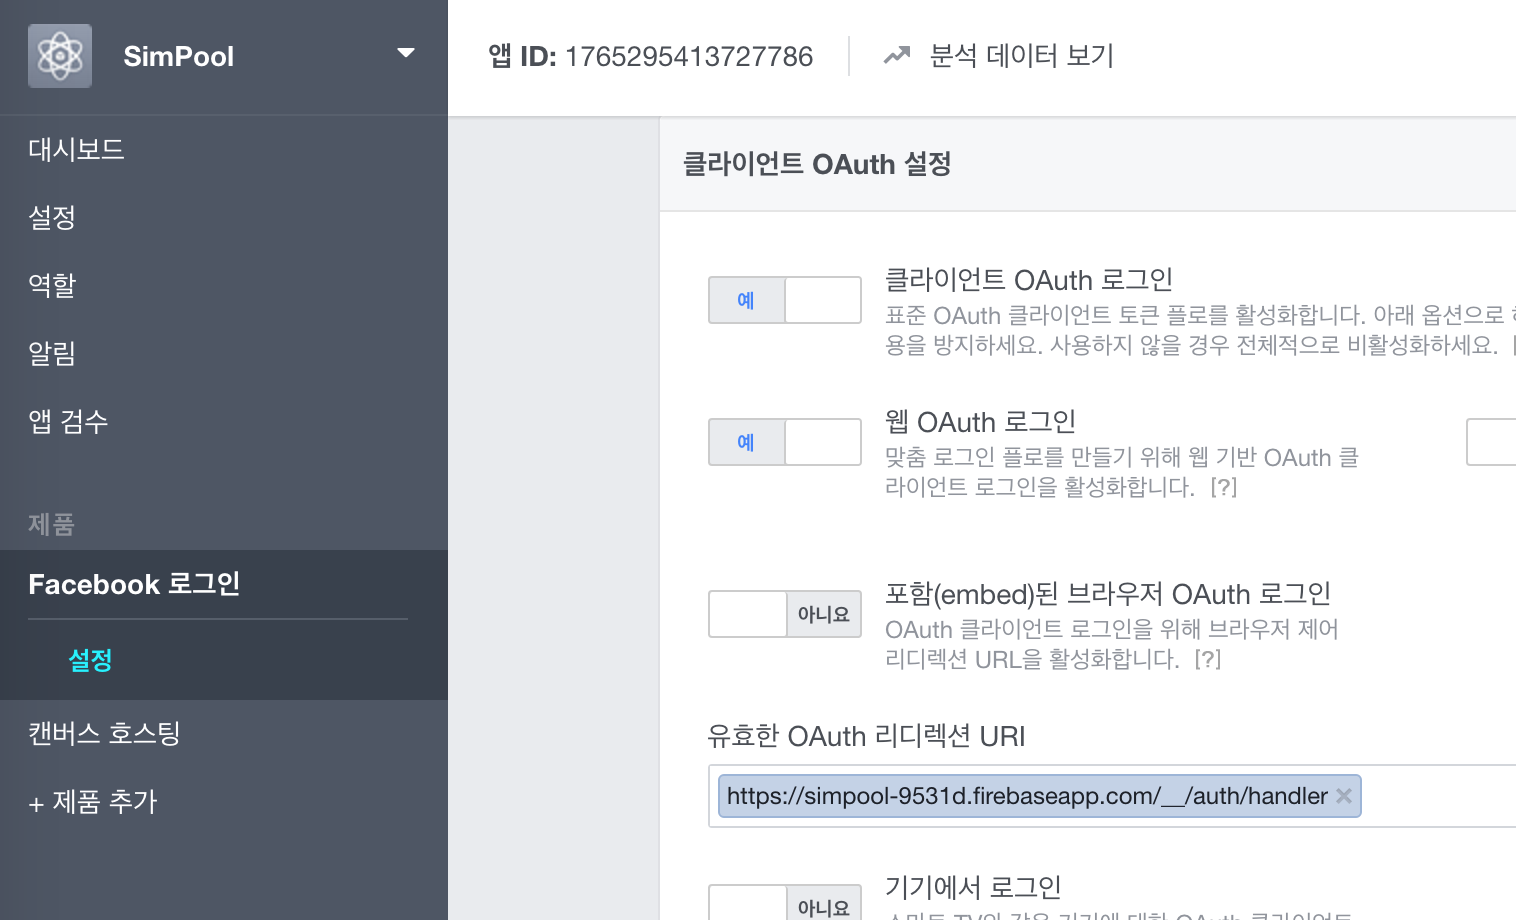 SimPool
앱 ID: 1765295413727786
분석 데이터 보기
대시보드
설정
역할
알림
앱 검수
제품
Facebook 로그인
설정
캔버스 호스팅
+ 제품 추가
클라이언트 OAuth 설정
예
클라이언트 OAuth 로그인
표준 OAuth 클라이언트 토큰 플로를 활성화합니다. 아래 옵션으로
용을 방지하세요. 사용하지 않을 경우 전체적으로 비활성화하세요.
예
웹 OAuth 로그인
맞춤 로그인 플로를 만들기 위해 웹 기반 OAuth 클
라이언트 로그인을 활성화합니다. [?]
아니요
포함(embed)된 브라우저 OAuth 로그인
OAuth 클라이언트 로그인을 위해 브라우저 제어
리디렉션 URL을 활성화합니다. [?]
유효한 OAuth 리디렉션 URI
https://simpool-9531d.firebaseapp.com/__/auth/handler
아니요
기기에서 로그인